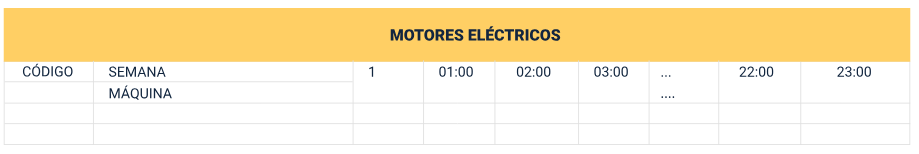 MOTORES ELÉCTRICOS
CÓDIGO SEMANA 1 01:00 02:00 03:00 ... 22:00 23:00
MÁQUINA ....